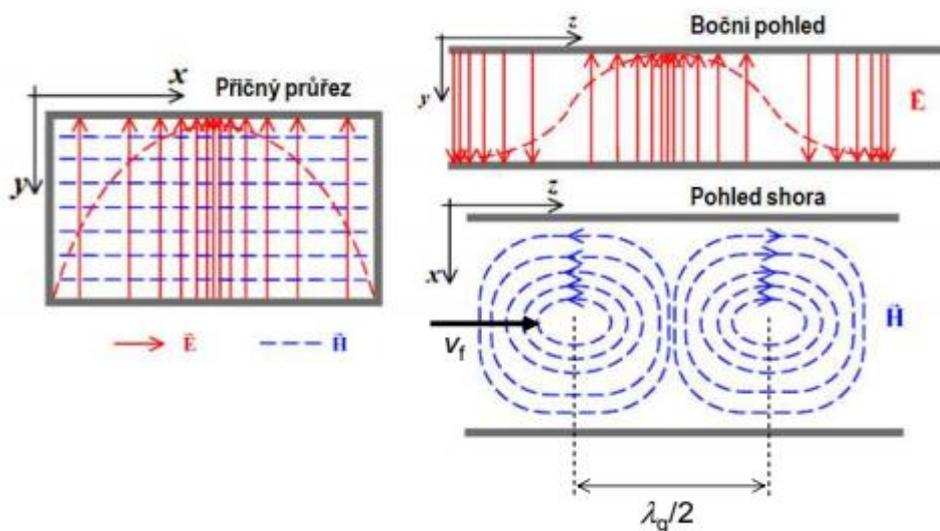 x
Příčný průřez
y
Ê
Ĥ
z
Boční pohled
y
Ê
z
Pohled shora
x
Ĥ
v_f
λ_g/2